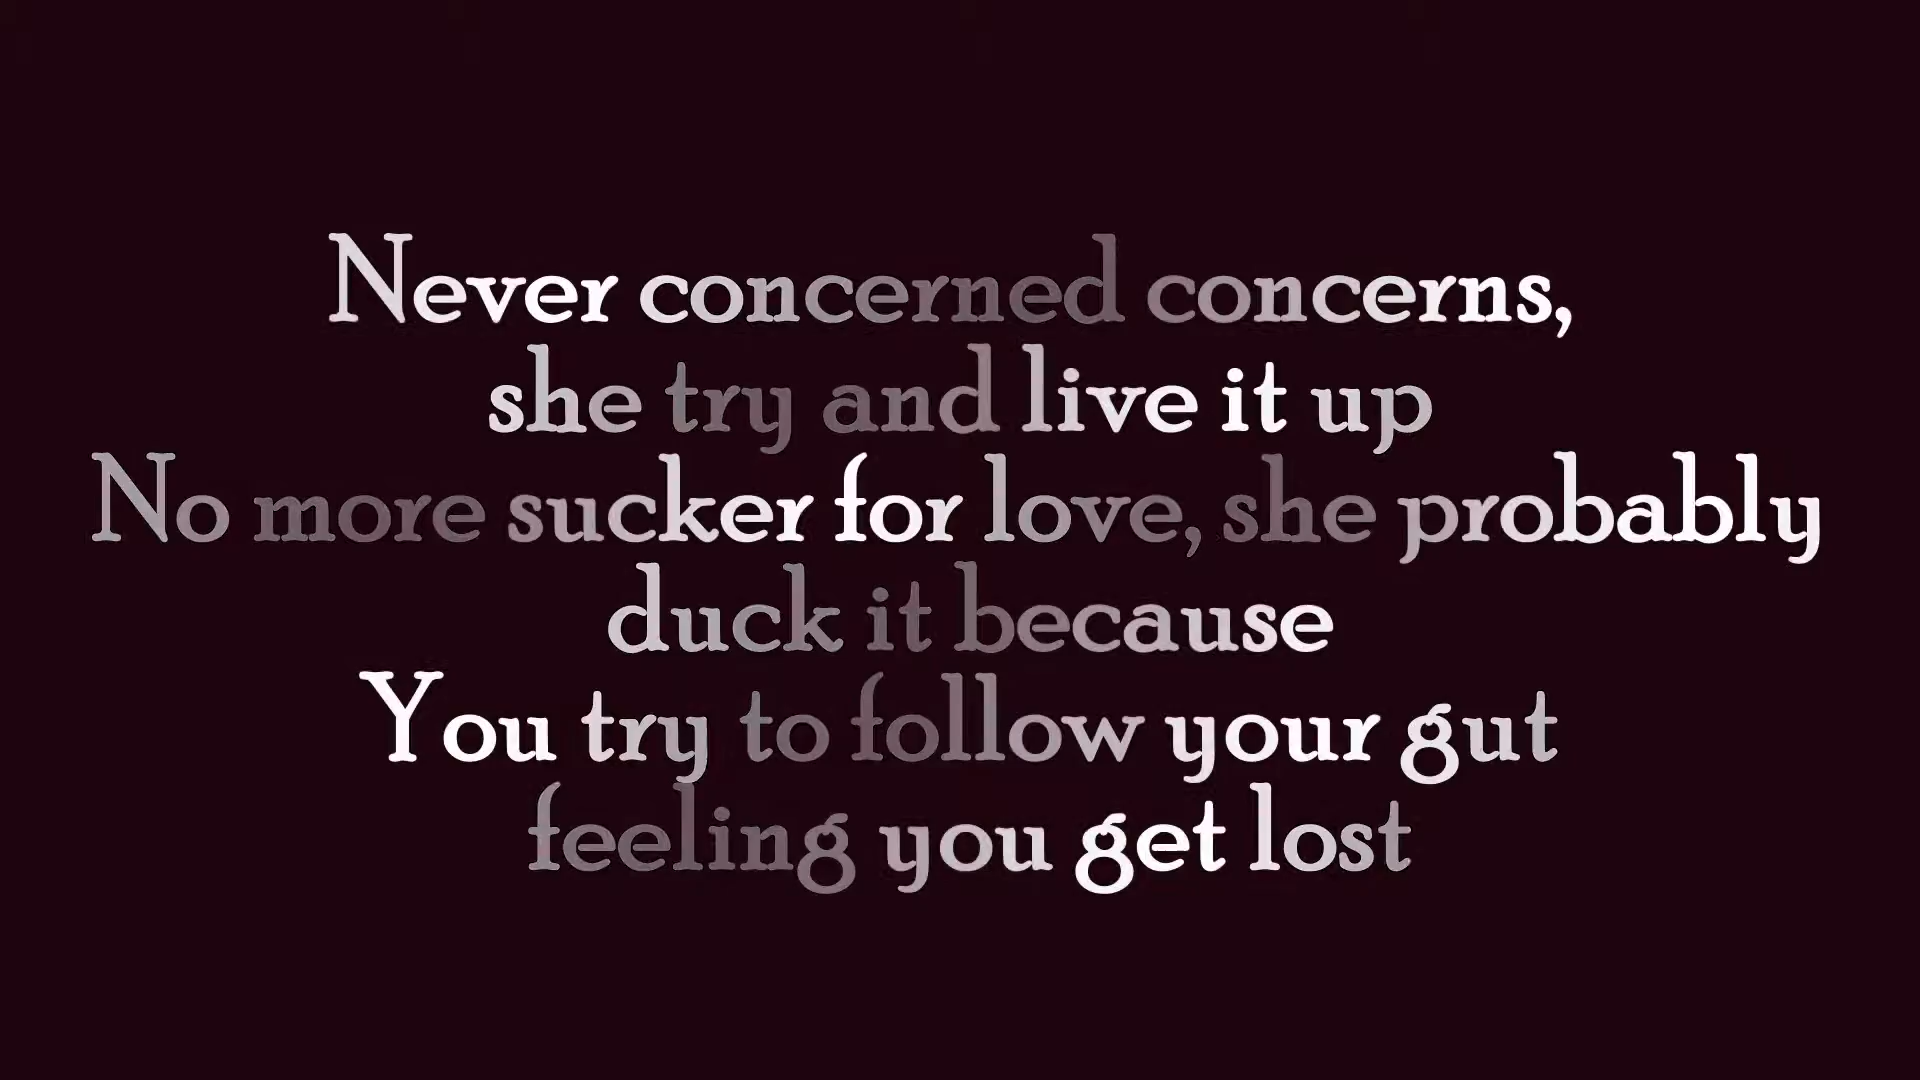 Never concerned concerns,
she try and live it up
No more sucker for love, she probably
duck it because
You try to follow your gut
feeling you get lost